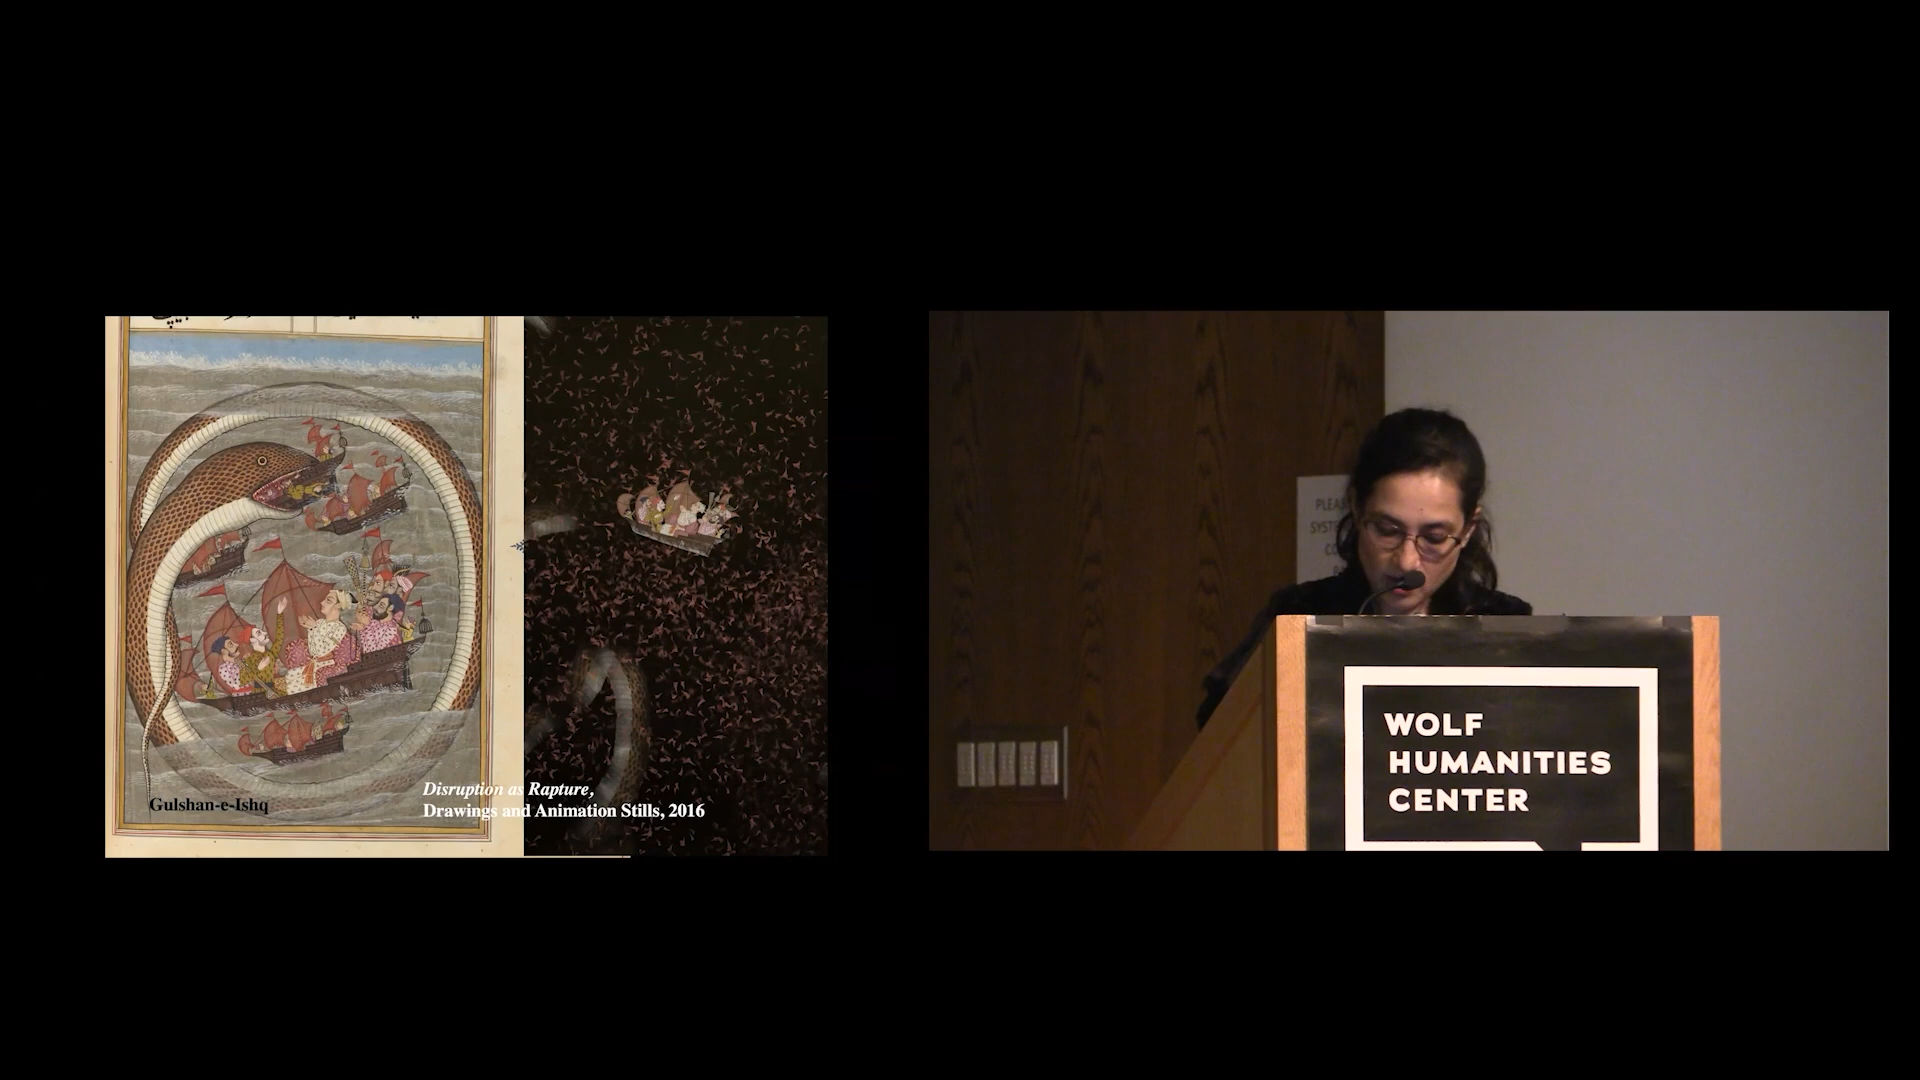 Gulshan-e-Ishq
Disruption as Rapture,
Drawings and Animation Stills, 2016
WOLF
HUMANITIES
CENTER